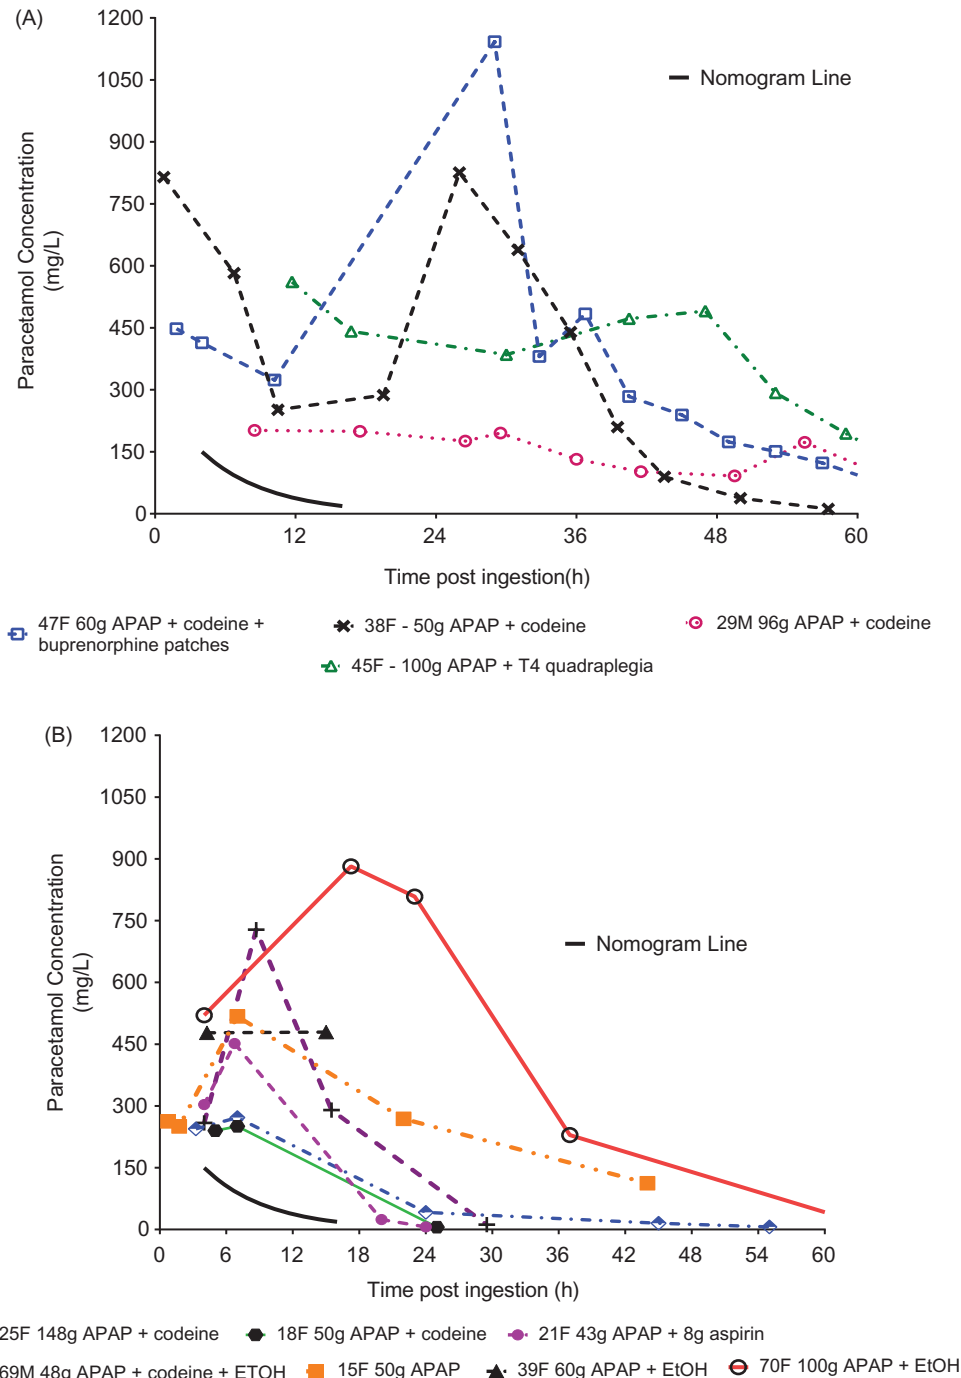 (A)
1200
1050
900
750
600
450
300
150
0
Paracetamol Concentration
(mg/L)
Nomogram Line
0 12 24 36 48 60
Time post ingestion(h)
47F 60g APAP + codeine +
buprenorphine patches
38F - 50g APAP + codeine
29M 96g APAP + codeine
45F - 100g APAP + T4 quadraplegia
(B)
1200
1050
900
750
600
450
300
150
0
Paracetamol Concentration
(mg/L)
Nomogram Line
0 6 12 18 24 30 36 42 48 54 60
Time post ingestion (h)
25F 148g APAP + codeine 18F 50g APAP + codeine 21F 43g APAP + 8g aspirin
69M 48g APAP + codeine + ETOH 15F 50g APAP 39F 60g APAP + EtOH 70F 100g APAP + EtOH